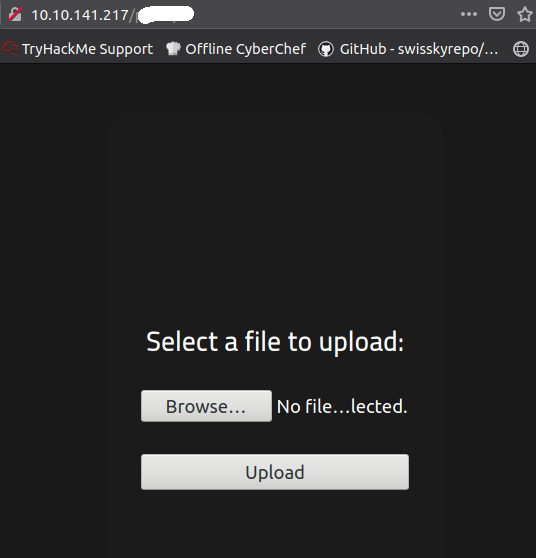 10.10.141.217/
TryHackMe Support Offline CyberChef GitHub - swisskyrepo/…
Select a file to upload:
Browse… No file…lected.
Upload